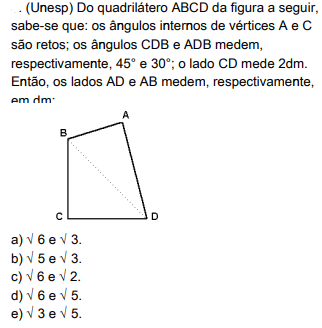 . (Unesp) Do quadrilátero ABCD da figura a seguir,
sabe-se que: os ângulos internos de vértices A e C
são retos; os ângulos CDB e ADB medem,
respectivamente, 45° e 30°; o lado CD mede 2dm.
Então, os lados AD e AB medem, respectivamente,
em dm:
A
B
C
D
a) √ 6 e √ 3.
b) √ 5 e √ 3.
c) √ 6 e √ 2.
d) √ 6 e √ 5.
e) √ 3 e √ 5.